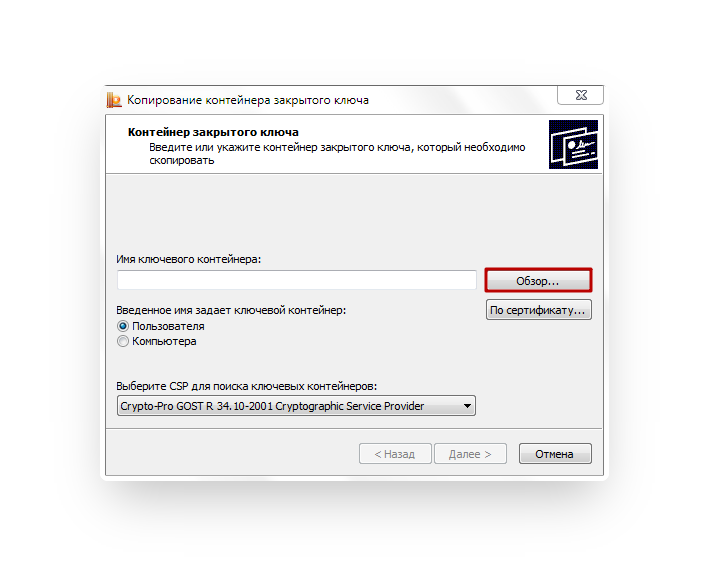 Копирование контейнера закрытого ключа
Контейнер закрытого ключа
Введите или укажите контейнер закрытого ключа, который необходимо
скопировать
Имя ключевого контейнера:
Обзор...
Введенное имя задает ключевой контейнер:
По сертификату...
Пользователя
Компьютера
Выберите CSP для поиска ключевых контейнеров:
Crypto-Pro GOST R 34.10-2001 Cryptographic Service Provider
< Назад
Далее >
Отмена